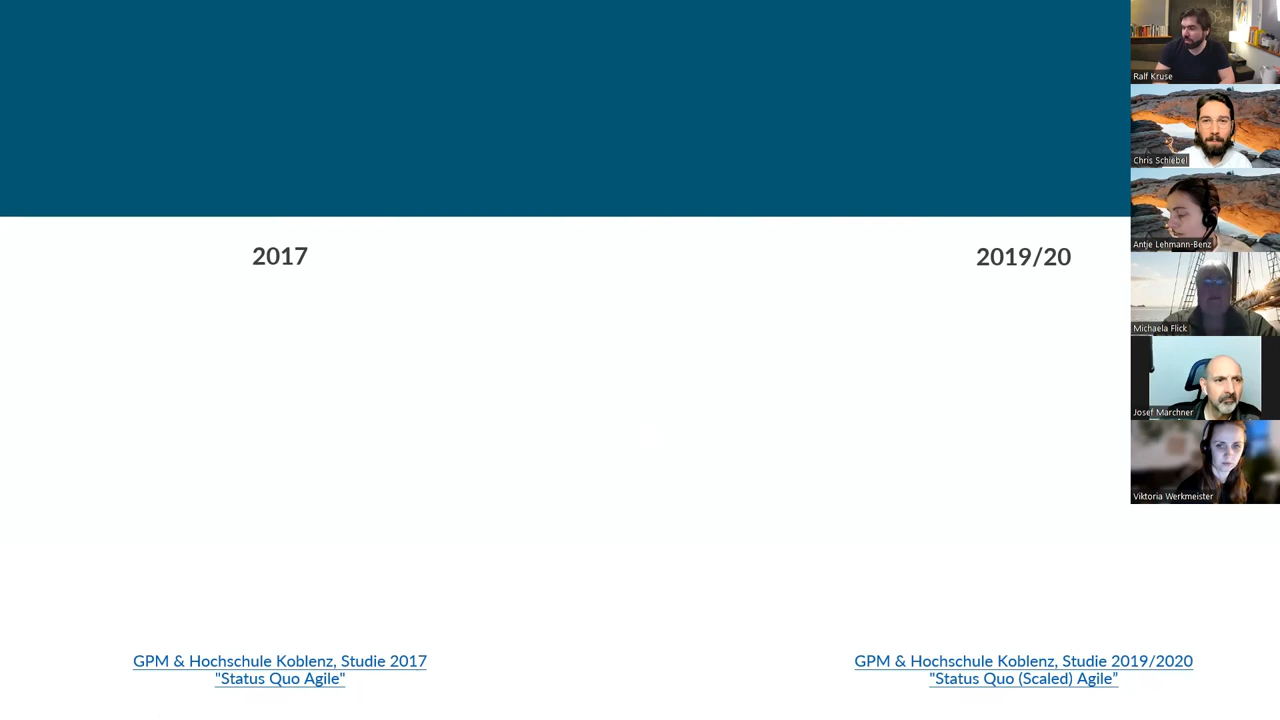 2017
2019/20
GPM & Hochschule Koblenz, Studie 2017
"Status Quo Agile"
GPM & Hochschule Koblenz, Studie 2019/2020
"Status Quo (Scaled) Agile”
Ralf Kruse
Chris Schiebel
Antje Lehmann-Benz
Michaela Flick
Josef Marchner
Viktoria Werkmeister